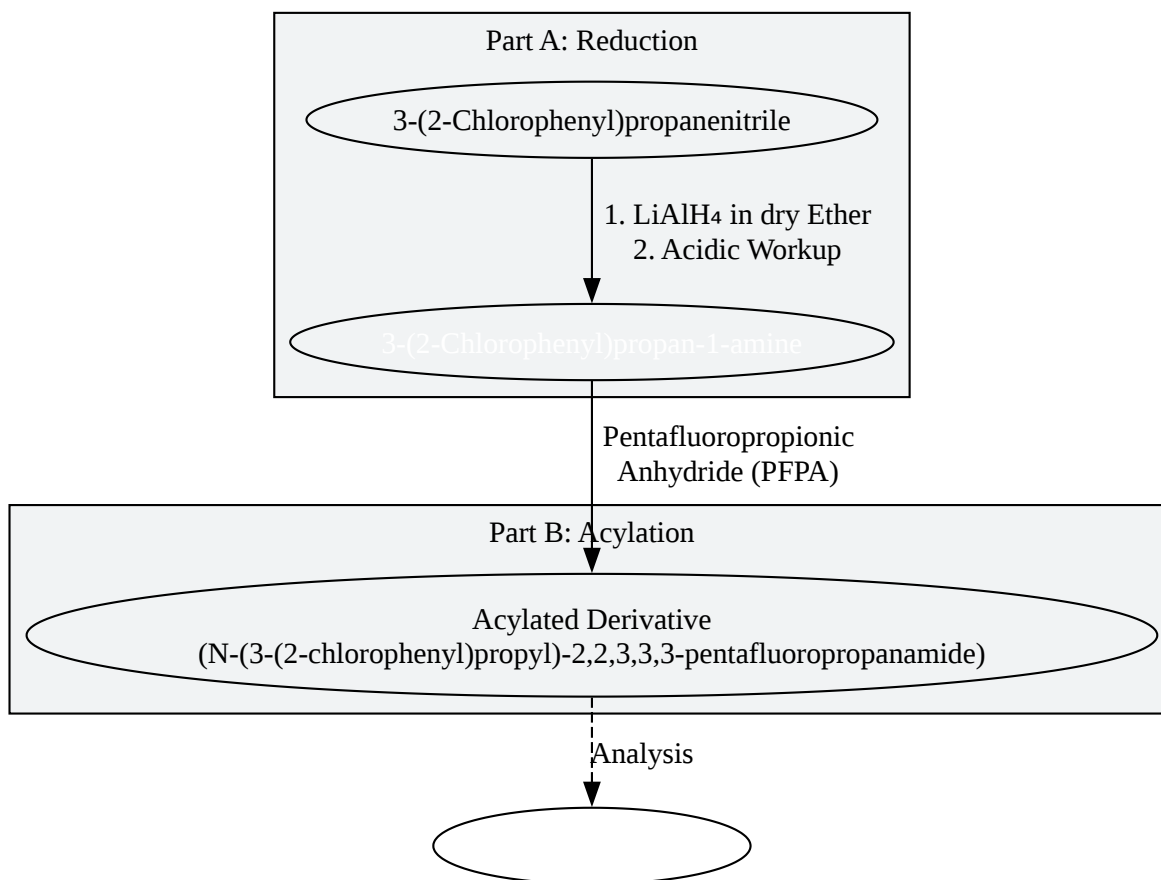 Part A: Reduction
3-(2-Chlorophenyl)propanenitrile
1. LiAlH₄ in dry Ether
2. Acidic Workup
3-(2-Chlorophenyl)propan-1-amine
Pentafluoropropionic
Anhydride (PFPA)
Part B: Acylation
Acylated Derivative
(N-(3-(2-chlorophenyl)propyl)-2,2,3,3,3-pentafluoropropanamide)
Analysis